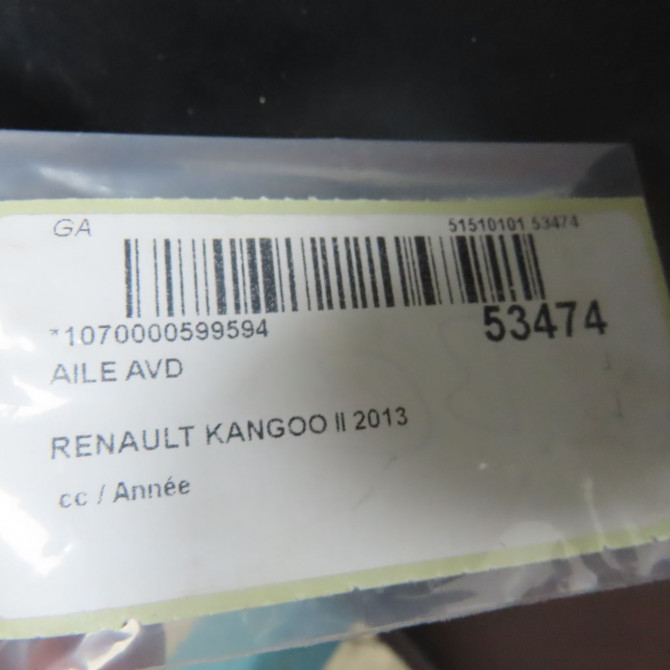 GA 51510101 53474
*1070000599594 53474
AILE AVD
RENAULT KANGOO II 2013
cc / Année